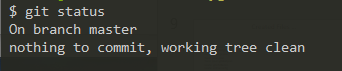 $ git status
On branch master
nothing to commit, working tree clean